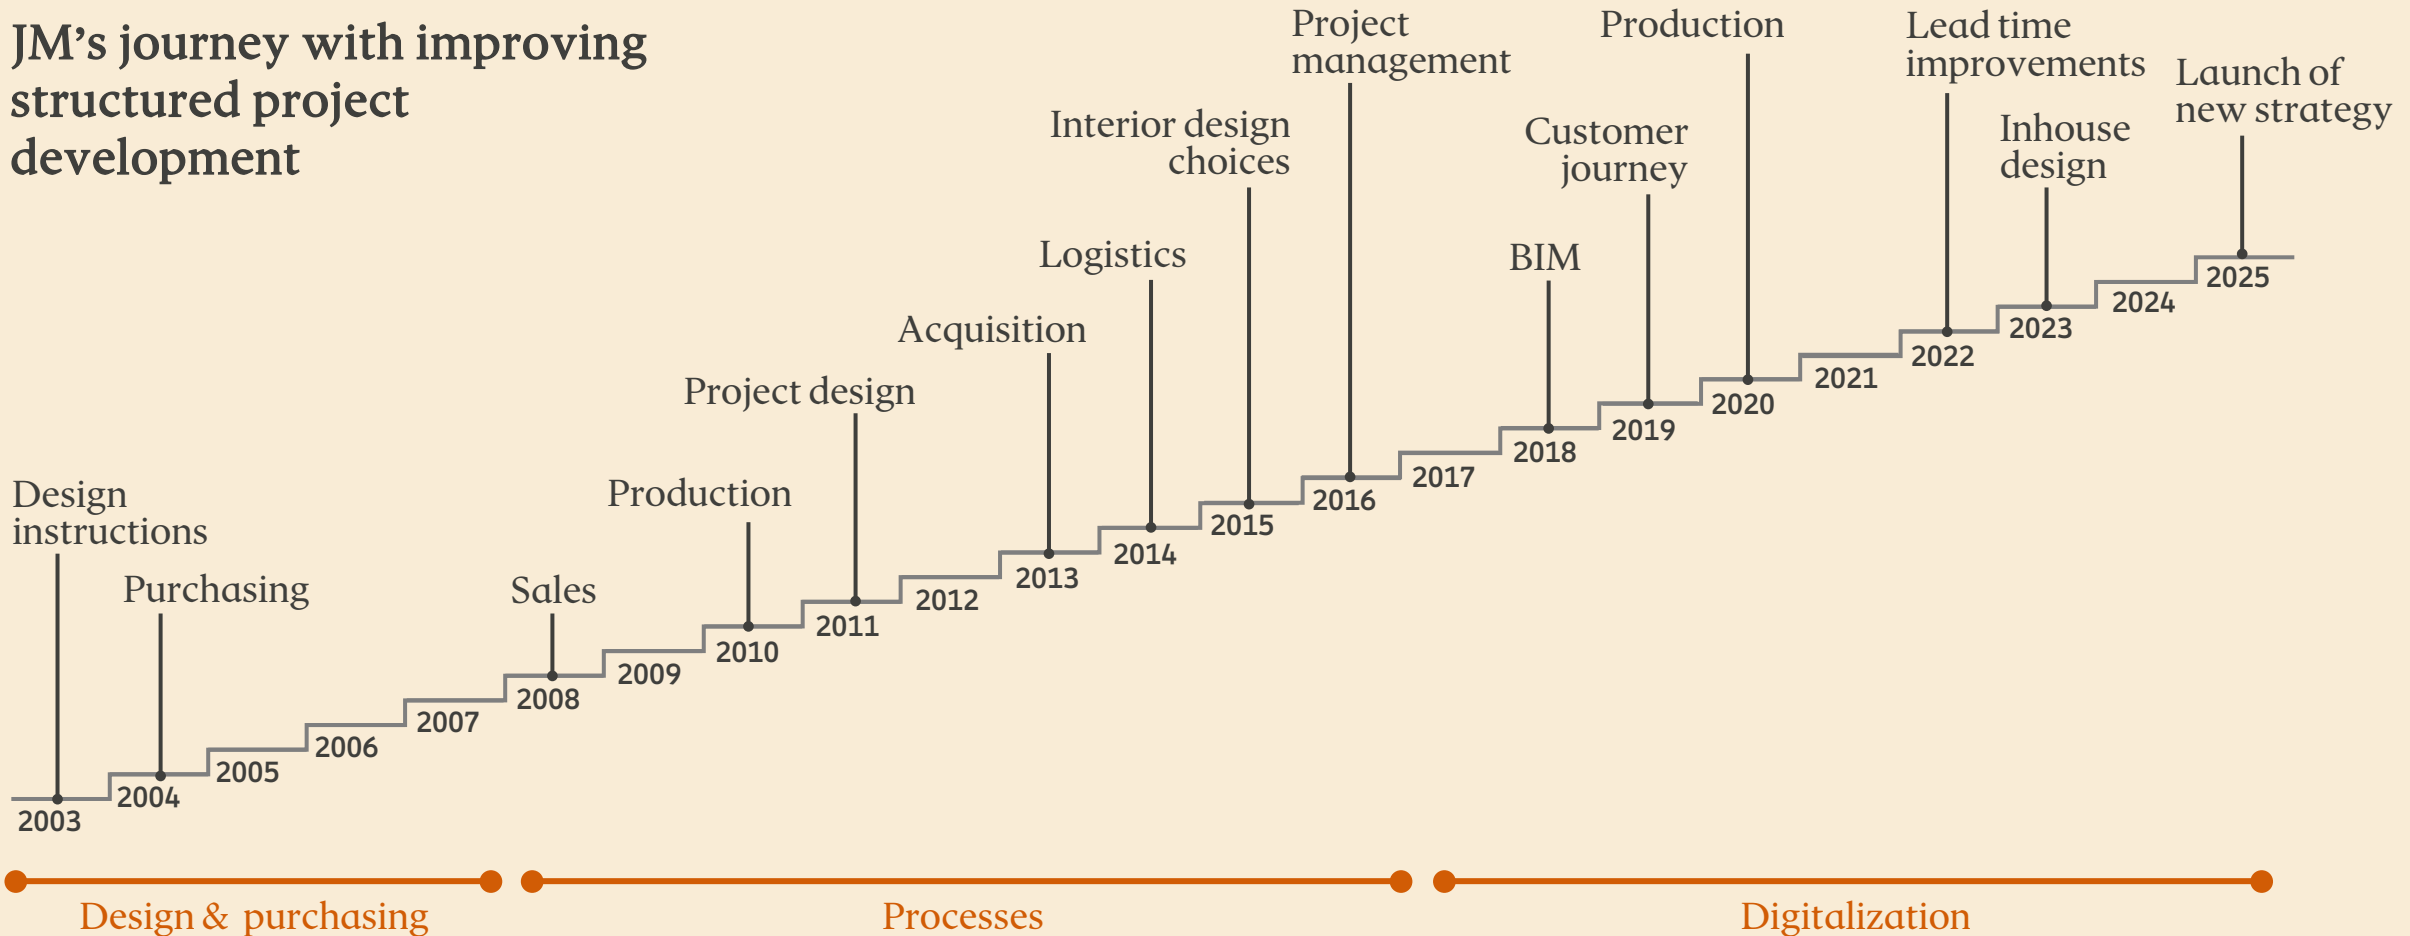 JM's journey with improving
structured project
development
Design
instructions
Purchasing
Sales
Production
Project design
Acquisition
Logistics
Interior design
choices
Project
management
BIM
Customer
journey
Production
Lead time
improvements
Inhouse
design
Launch of
new strategy
2003
2004
2005
2006
2007
2008
2009
2010
2011
2012
2013
2014
2015
2016
2017
2018
2019
2020
2021
2022
2023
2024
2025
Design & purchasing
Processes
Digitalization